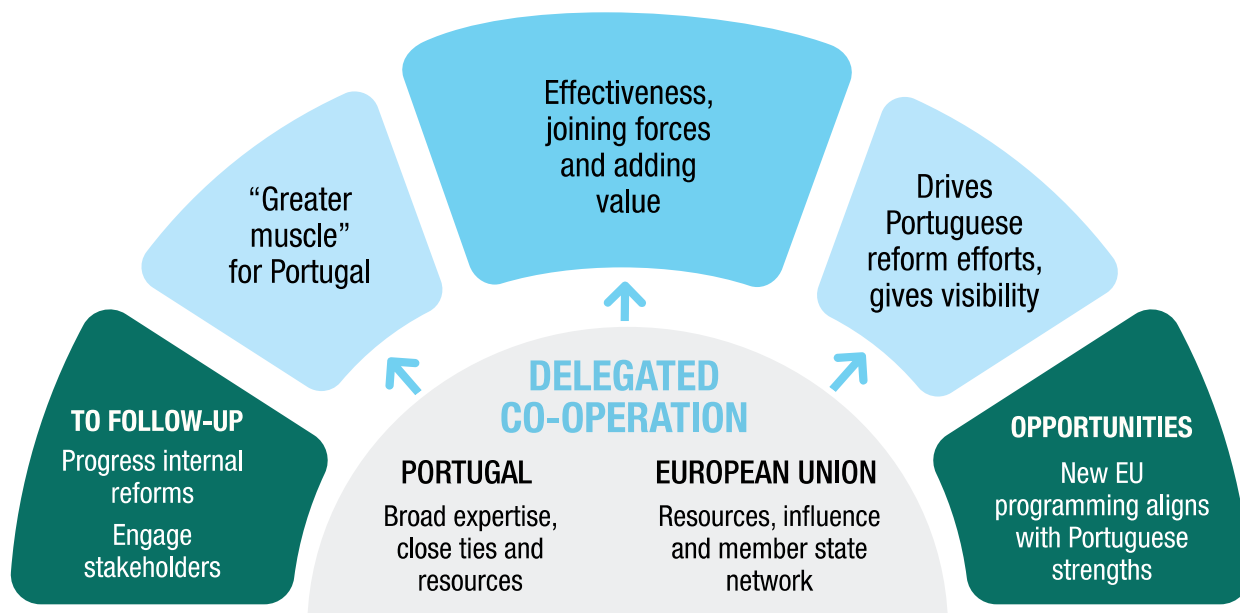 Effectiveness,
joining forces
and adding
value
“Greater
muscle”
for Portugal
Drives
Portuguese
reform efforts,
gives visibility
TO FOLLOW-UP
Progress internal
reforms
Engage
stakeholders
DELEGATED
CO-OPERATION
PORTUGAL
Broad expertise,
close ties and
resources
EUROPEAN UNION
Resources, influence
and member state
network
OPPORTUNITIES
New EU
programming aligns
with Portuguese
strengths